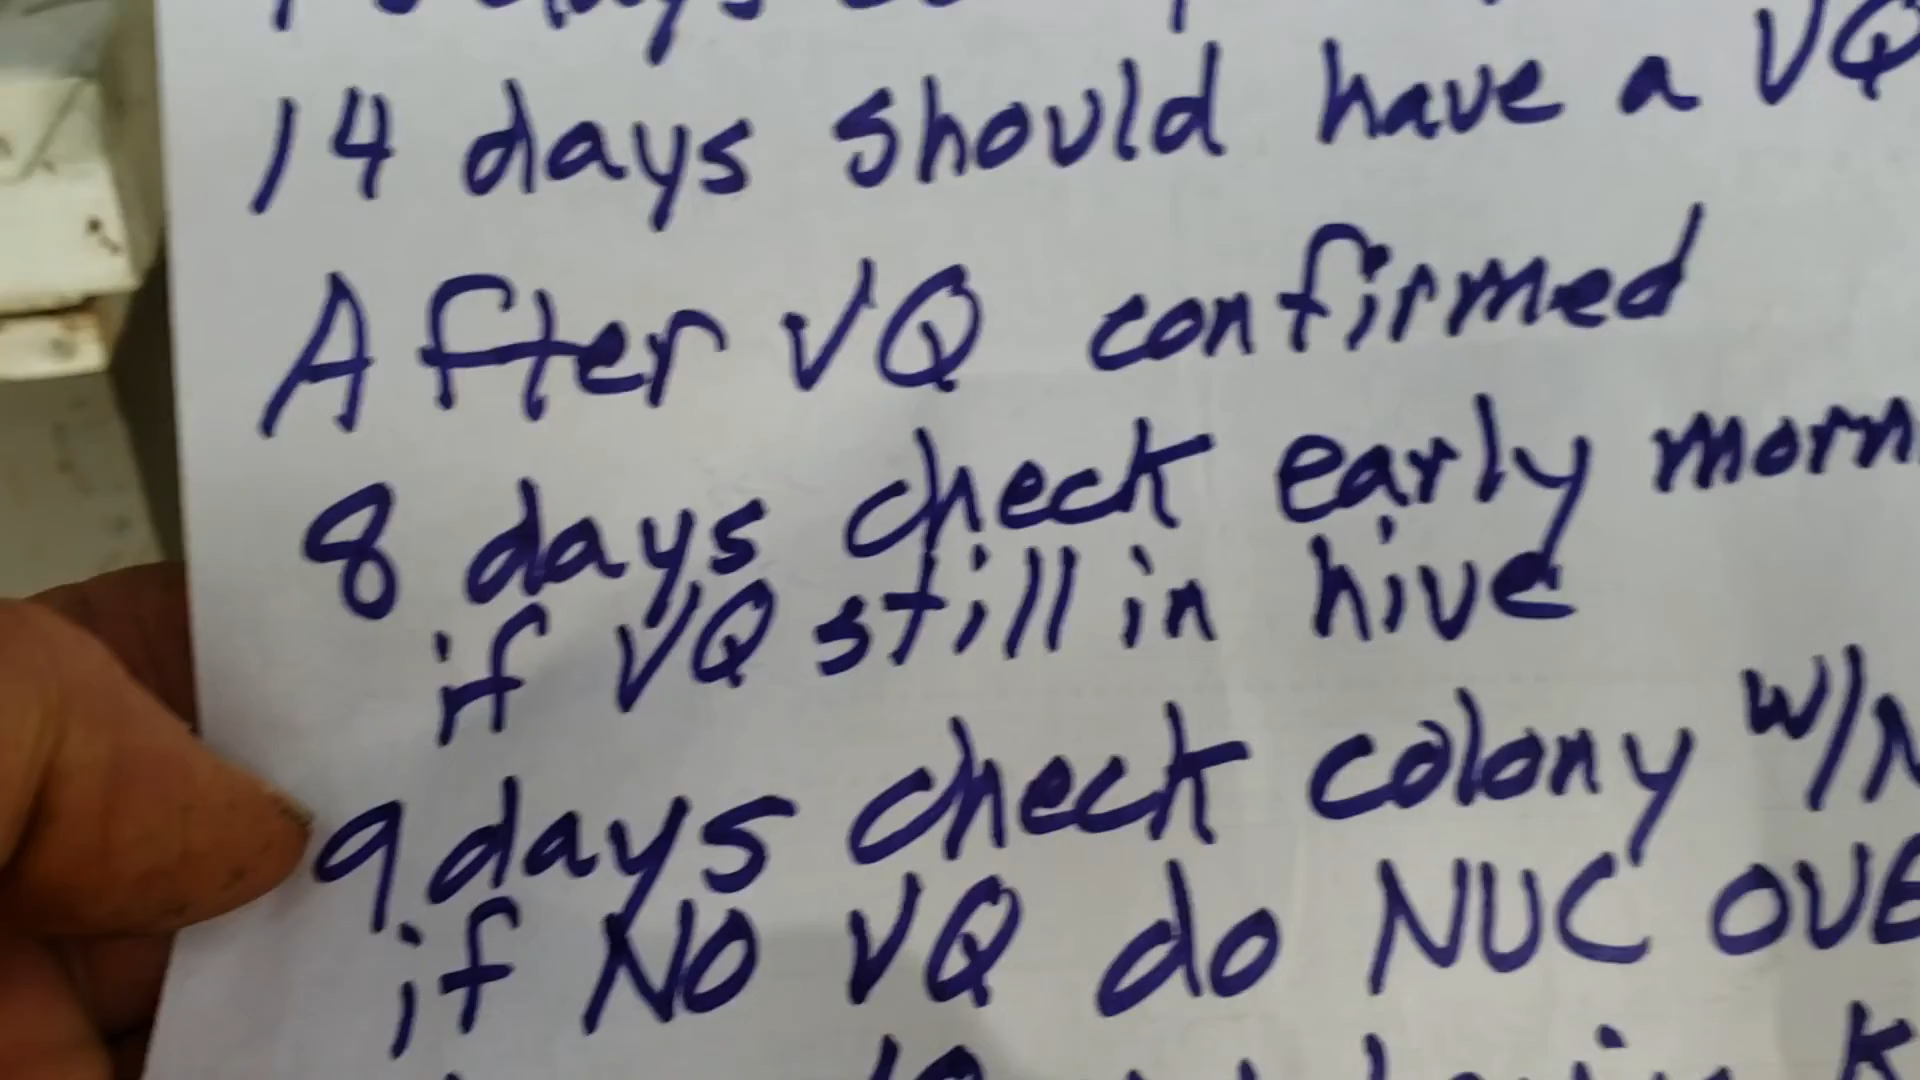 days
14 days should have a VQ
After VQ confirmed
8 days check early morn
if VQ still in hive
9 days check colony w/N
if NO VQ do NUC OVE